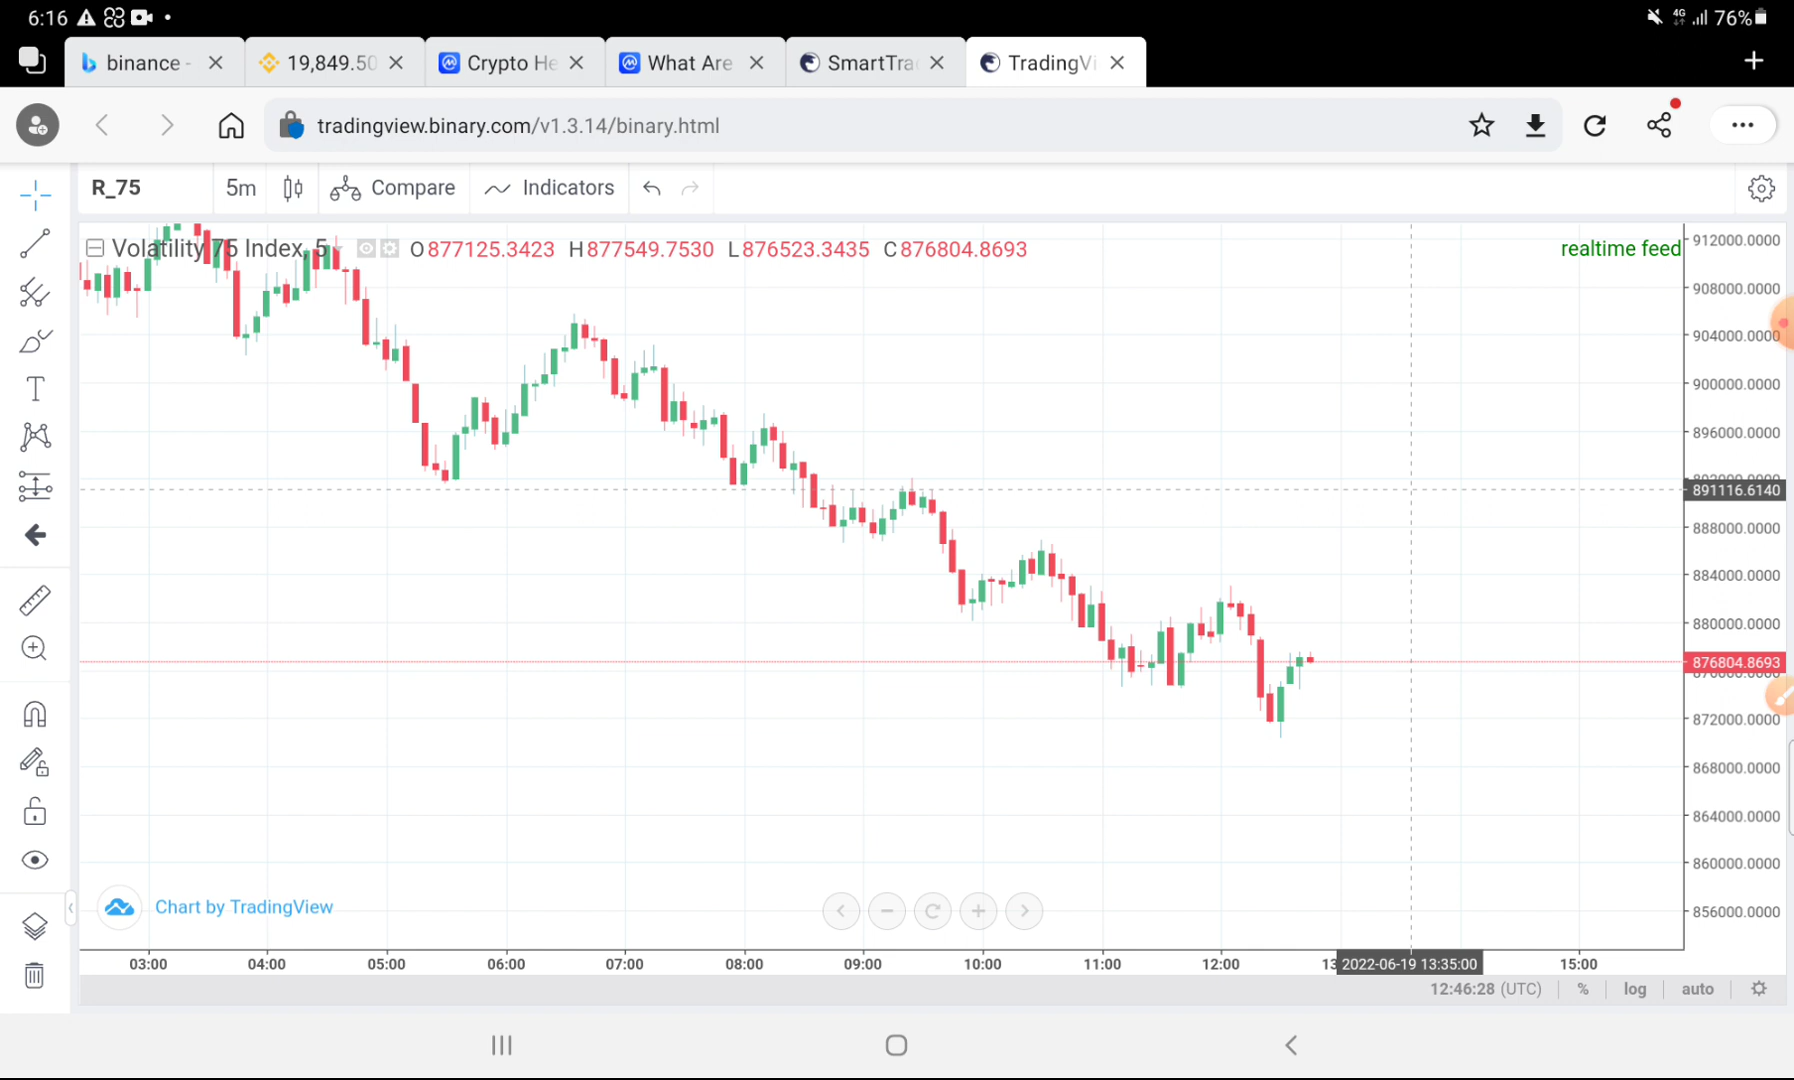 6:16
4G 76%
binance -
19,849.50
Crypto He
What Are
SmartTra
TradingVi
tradingview.binary.com/v1.3.14/binary.html
R_75 5m Compare Indicators
Volatility 75 Index, 5 O877125.3423 H877549.7530 L876523.3435 C876804.8693
realtime feed
912000.0000
908000.0000
904000.0000
900000.0000
896000.0000
892000.0000
891116.6140
888000.0000
884000.0000
880000.0000
876804.8693
876000.0000
872000.0000
868000.0000
864000.0000
860000.0000
856000.0000
Chart by TradingView
03:00 04:00 05:00 06:00 07:00 08:00 09:00 10:00 11:00 12:00 2022-06-19 13:35:00 15:00
12:46:28 (UTC) % log auto